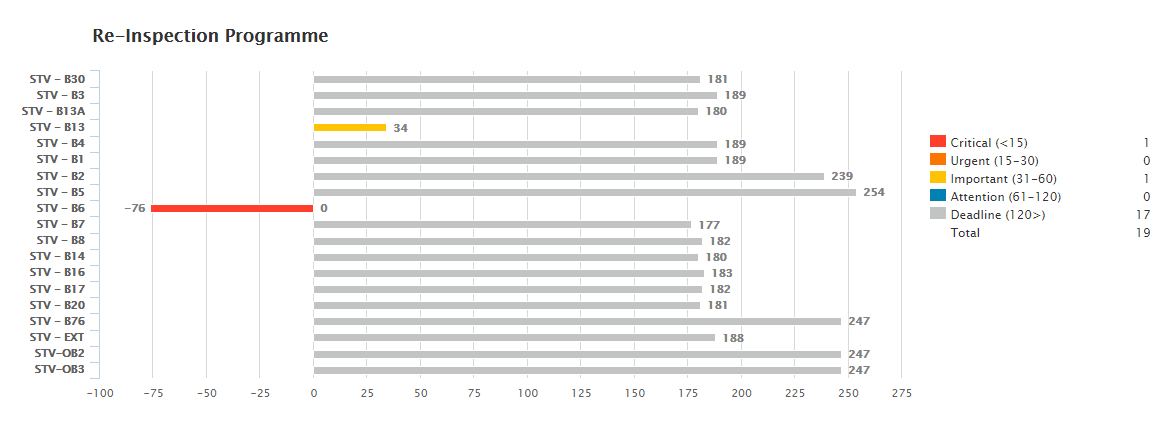 Re-Inspection Programme
STV - B30 181
STV - B3 189
STV - B13A 180
STV - B13 34
STV - B4 189
STV - B1 189
STV - B2 239
STV - B5 254
STV - B6 -76 0
STV - B7 177
STV - B8 182
STV - B14 180
STV - B16 183
STV - B17 182
STV - B20 181
STV - B76 247
STV - EXT 188
STV-OB2 247
STV-OB3 247
-100 -75 -50 -25 0 25 50 75 100 125 150 175 200 225 250 275
Critical (<15) 1
Urgent (15-30) 0
Important (31-60) 1
Attention (61-120) 0
Deadline (120>) 17
Total 19